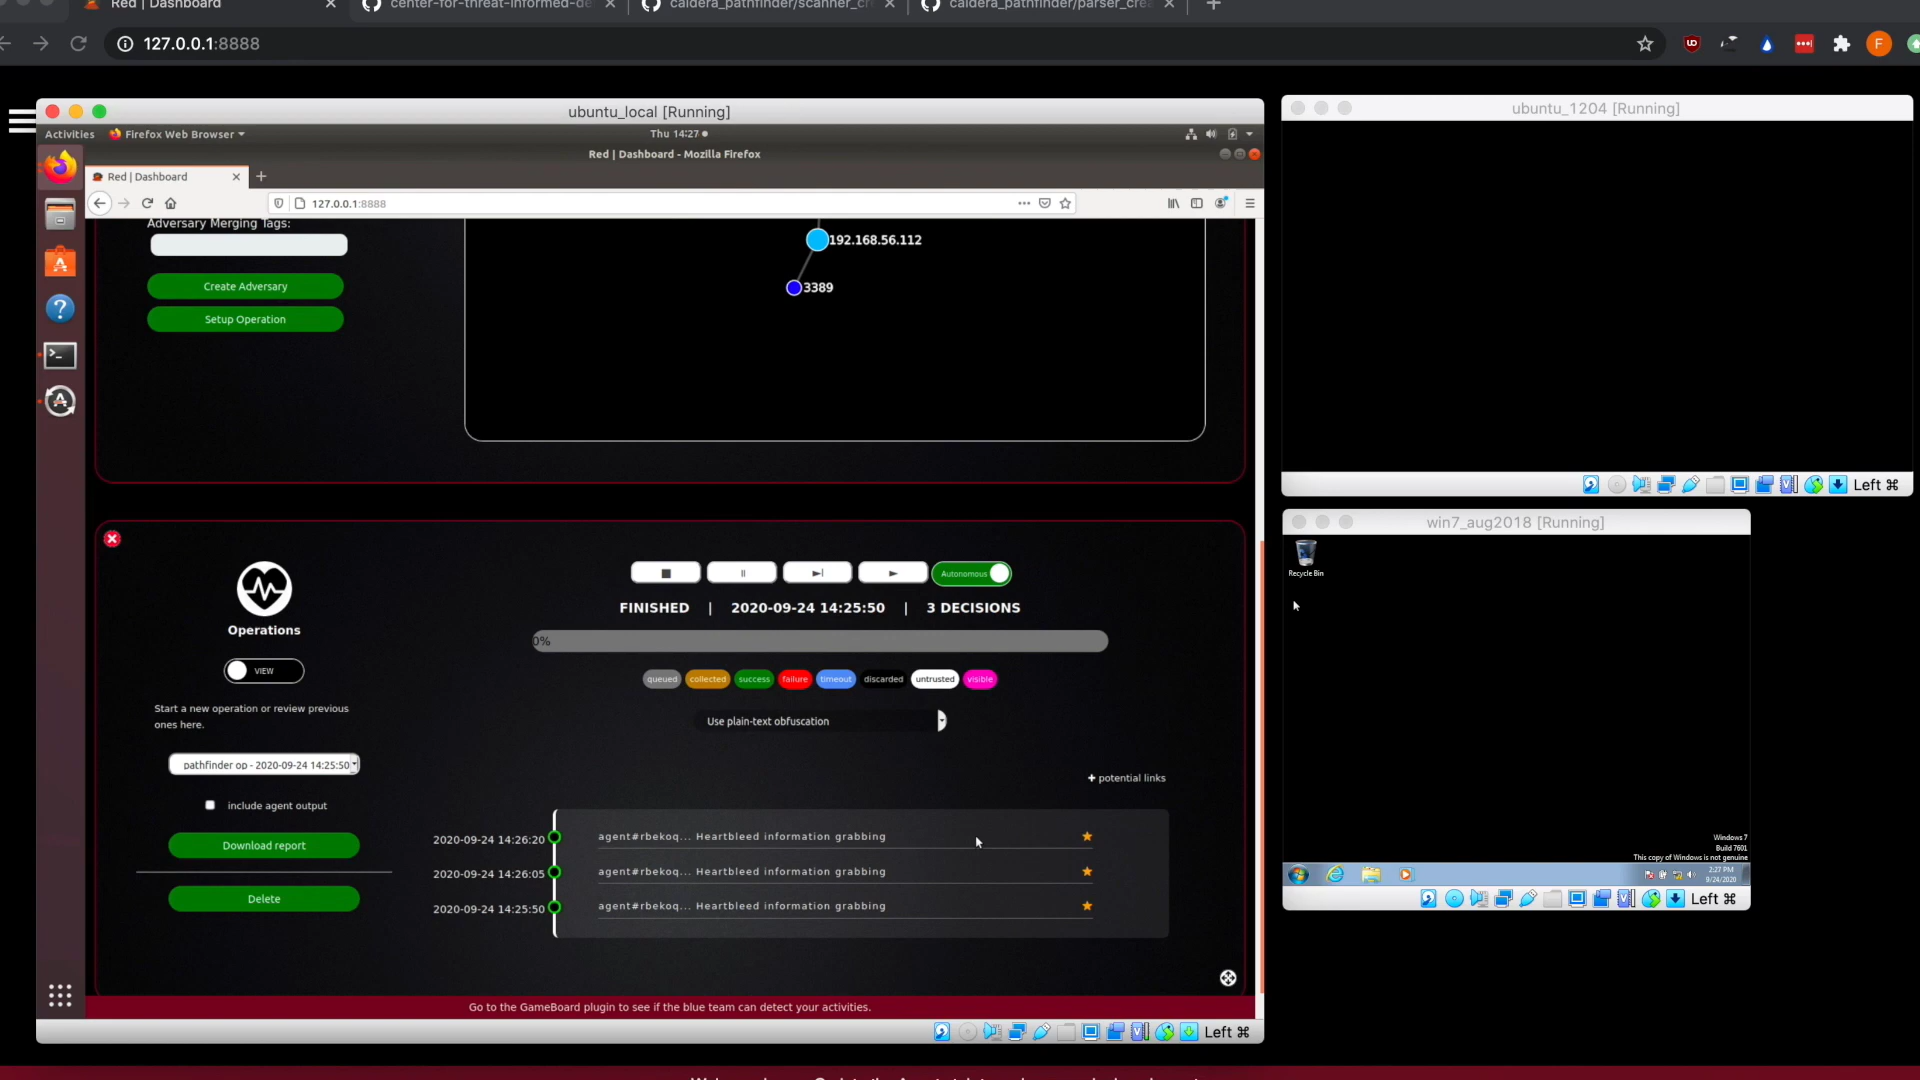 Red | Dashboard
center-for-threat-informed-de
caldera_pathfinder/scanner_cre
caldera_pathfinder/parser_crea
127.0.0.1:8888
F
ubuntu_local [Running]
Activities
Firefox Web Browser
Thu 14:27
Red | Dashboard - Mozilla Firefox
Red | Dashboard
127.0.0.1:8888
Adversary Merging Tags:
Create Adversary
Setup Operation
192.168.56.112
3389
Operations
VIEW
Start a new operation or review previous
ones here.
pathfinder op - 2020-09-24 14:25:50
include agent output
Download report
Delete
Autonomous
FINISHED | 2020-09-24 14:25:50 | 3 DECISIONS
0%
queued collected success failure timeout discarded untrusted visible
Use plain-text obfuscation
+ potential links
2020-09-24 14:26:20 agent#rbekoq... Heartbleed information grabbing
2020-09-24 14:26:05 agent#rbekoq... Heartbleed information grabbing
2020-09-24 14:25:50 agent#rbekoq... Heartbleed information grabbing
Go to the GameBoard plugin to see if the blue team can detect your activities.
Left ⌘
ubuntu_1204 [Running]
Left ⌘
win7_aug2018 [Running]
Recycle Bin
Windows 7
Build 7601
This copy of Windows is not genuine
2:27 PM
9/24/2020
Left ⌘